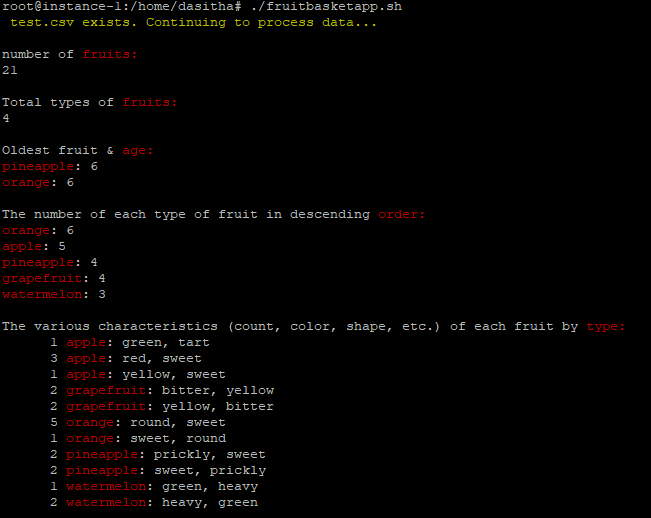 root@instance-1:/home/dasitha# ./fruitbasketapp.sh
test.csv exists. Continuing to process data...
number of fruits:
21
Total types of fruits:
4
Oldest fruit & age:
pineapple: 6
orange: 6
The number of each type of fruit in descending order:
orange: 6
apple: 5
pineapple: 4
grapefruit: 4
watermelon: 3
The various characteristics (count, color, shape, etc.) of each fruit by type:
1 apple: green, tart
3 apple: red, sweet
1 apple: yellow, sweet
2 grapefruit: bitter, yellow
2 grapefruit: yellow, bitter
5 orange: round, sweet
1 orange: sweet, round
2 pineapple: prickly, sweet
2 pineapple: sweet, prickly
1 watermelon: green, heavy
2 watermelon: heavy, green